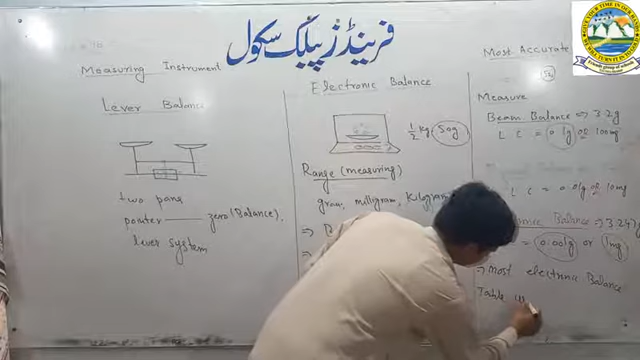 فرینڈز پبلک سکول
Measuring Instrument
Lever Balance
two pans
pointer — zero (Balance).
lever system
Electronic Balance
1/2 kg 50g
Range (measuring)
gram, milligram, kilogram
Most Accurate
Measure
Beam Balance ⇒ 3.2g
L C = 0.1g or 100mg
L C = 0.01g or 10mg
Balance ⇒ 3.24
= 0.001g or 1mg
⇒ Most electronic Balance
Table